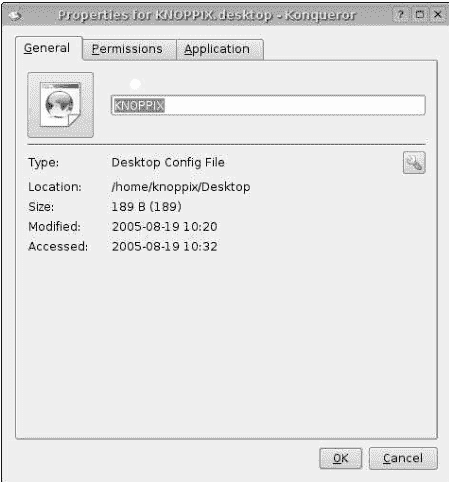 Properties for KNOPPIX.desktop - Konqueror
General Permissions Application
KNOPPIX
Type: Desktop Config File
Location: /home/knoppix/Desktop
Size: 189 B (189)
Modified: 2005-08-19 10:20
Accessed: 2005-08-19 10:32
OK Cancel